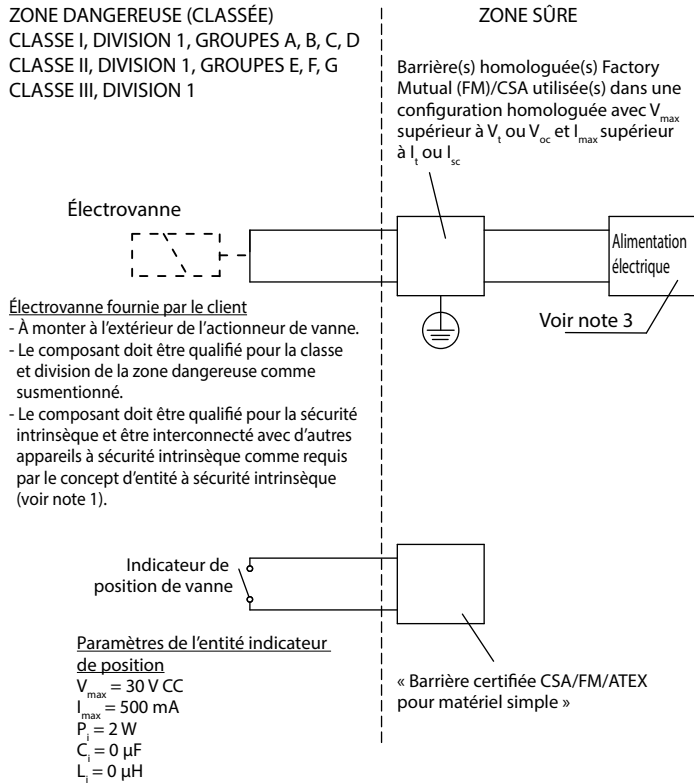 ZONE DANGEREUSE (CLASSÉE)
CLASSE I, DIVISION 1, GROUPES A, B, C, D
CLASSE II, DIVISION 1, GROUPES E, F, G
CLASSE III, DIVISION 1
ZONE SÛRE
Barrière(s) homologuée(s) Factory
Mutual (FM)/CSA utilisée(s) dans une
configuration homologuée avec Vmax
supérieur à Vt ou Voc et Imax supérieur
à It ou Isc
Électrovanne
Alimentation
électrique
Voir note 3
Électrovanne fournie par le client
- À monter à l’extérieur de l’actionneur de vanne.
- Le composant doit être qualifié pour la classe
et division de la zone dangereuse comme
susmentionné.
- Le composant doit être qualifié pour la sécurité
intrinsèque et être interconnecté avec d’autres
appareils à sécurité intrinsèque comme requis
par le concept d’entité à sécurité intrinsèque
(voir note 1).
Indicateur de
position de vanne
Paramètres de l’entité indicateur
de position
Vmax = 30 V CC
Imax = 500 mA
Pi = 2 W
Ci = 0 µF
Li = 0 µH
« Barrière certifiée CSA/FM/ATEX
pour matériel simple »